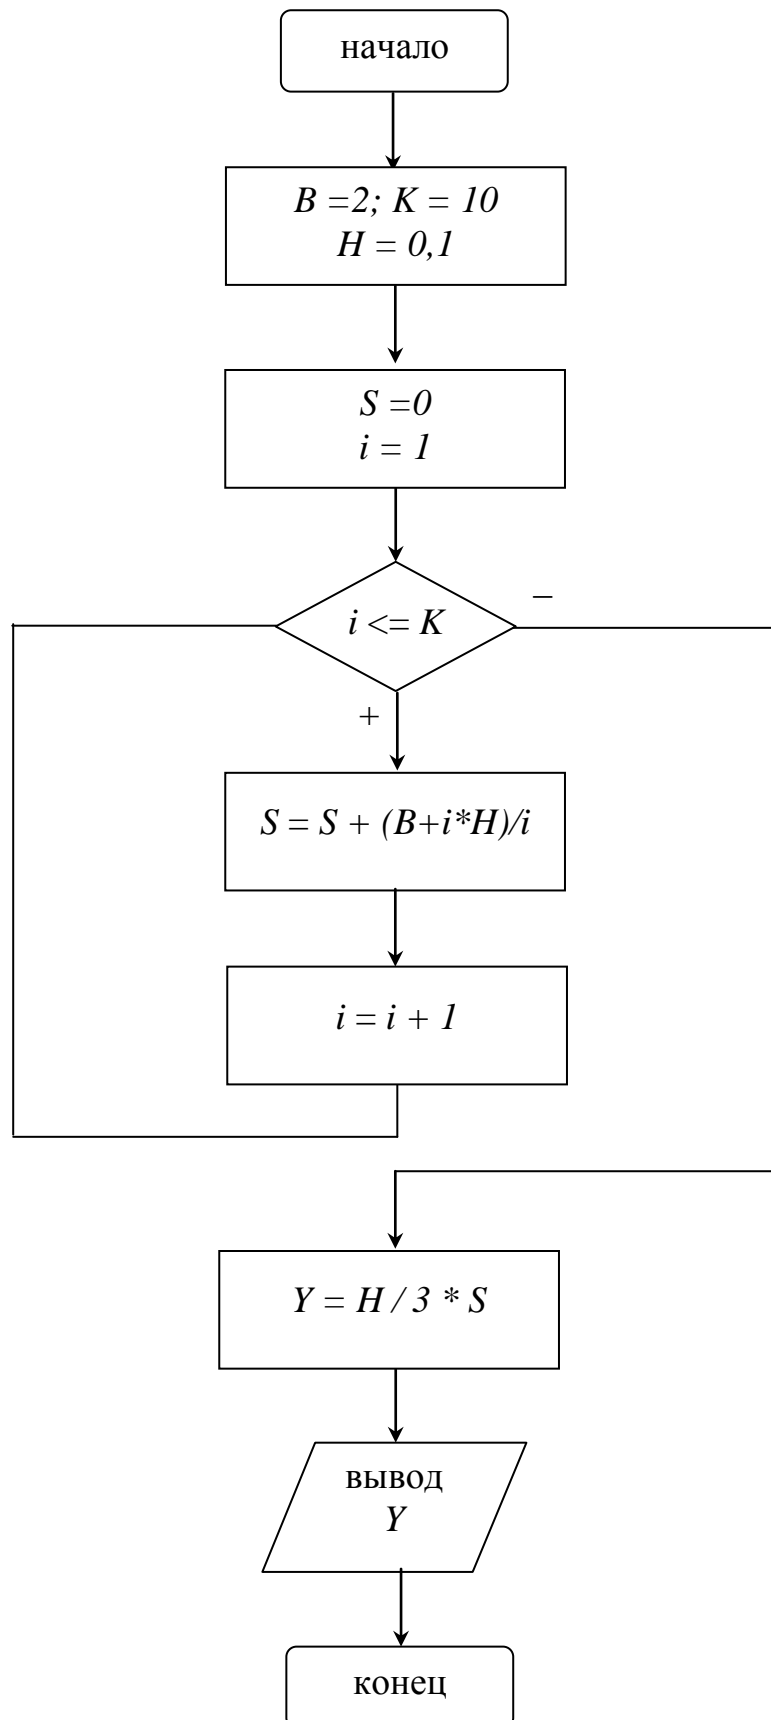 начало
B =2; K = 10
H = 0,1
S =0
i = 1
–
i <= K
+
S = S + (B+i*H)/i
i = i + 1
Y = H / 3 * S
вывод
Y
конец